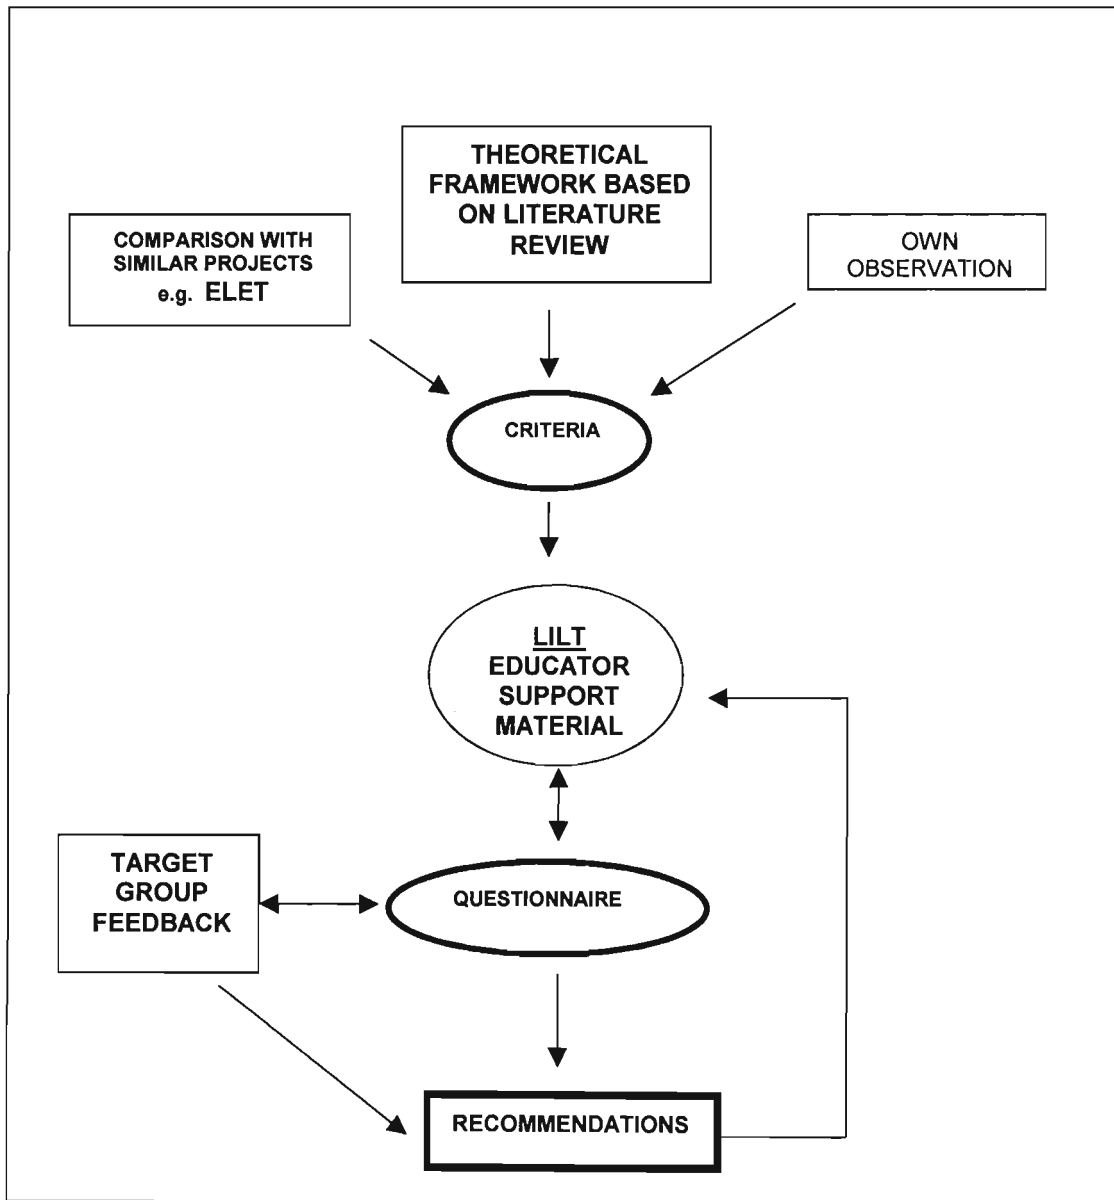 THEORETICAL
FRAMEWORK BASED
ON LITERATURE
REVIEW
COMPARISON WITH
SIMILAR PROJECTS
e.g. ELET
OWN
OBSERVATION
CRITERIA
LILT
EDUCATOR
SUPPORT
MATERIAL
TARGET
GROUP
FEEDBACK
QUESTIONNAIRE
RECOMMENDATIONS